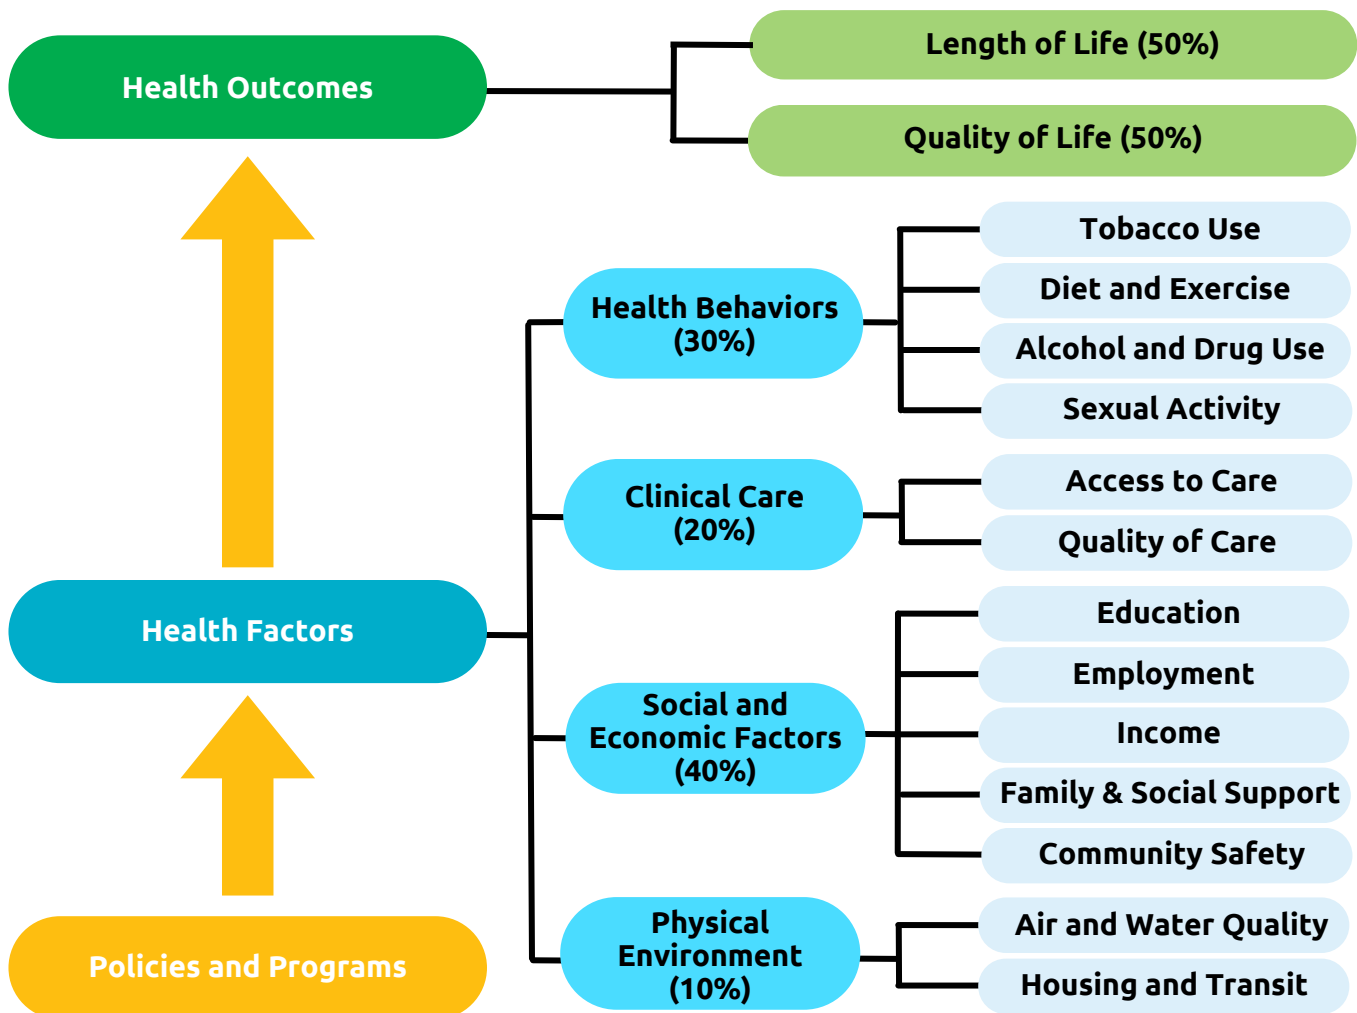 Health Outcomes
Length of Life (50%)
Quality of Life (50%)
Health Factors
Health Behaviors
(30%)
Tobacco Use
Diet and Exercise
Alcohol and Drug Use
Sexual Activity
Clinical Care
(20%)
Access to Care
Quality of Care
Social and
Economic Factors
(40%)
Education
Employment
Income
Family & Social Support
Community Safety
Physical
Environment
(10%)
Air and Water Quality
Housing and Transit
Policies and Programs